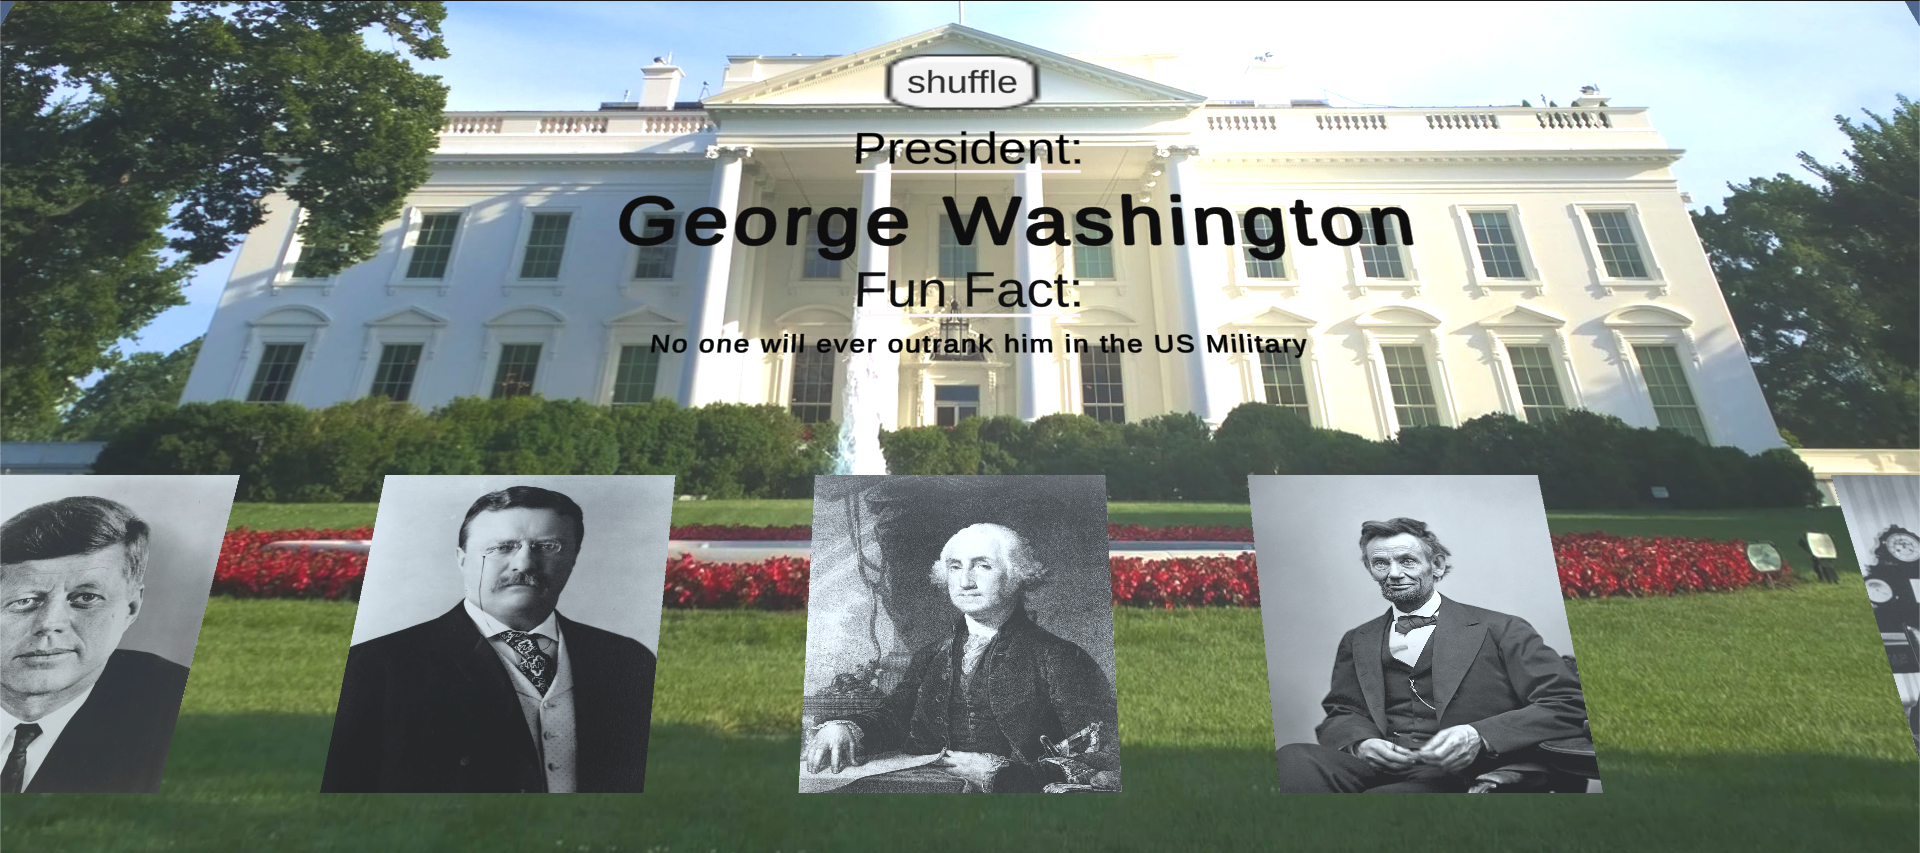 shuffle
President:
George Washington
Fun Fact:
No one will ever outrank him in the US Military